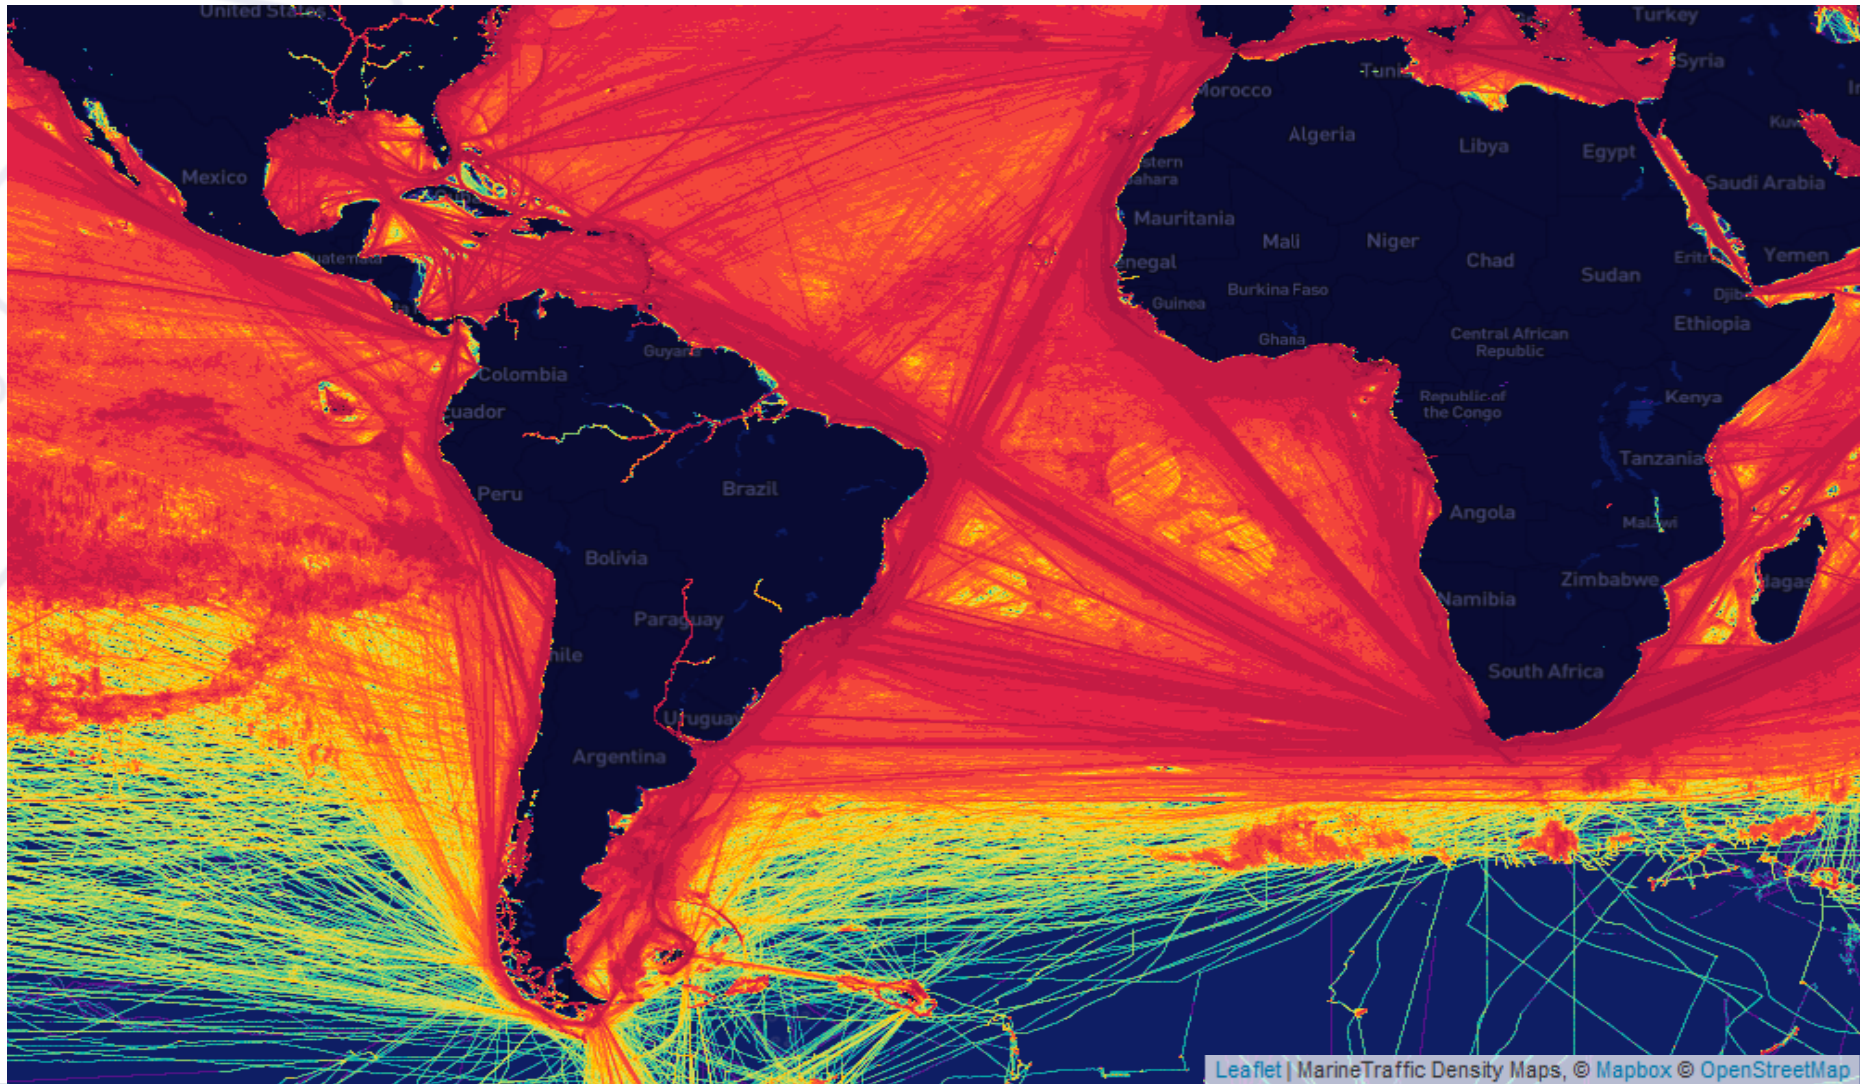 United States
Turkey
Syria
Tunis
Morocco
Algeria
Libya
Egypt
Mexico
Saudi Arabia
Mauritania
Mali
Niger
Chad
Sudan
Yemen
Burkina Faso
Guinea
Ghana
Central African
Republic
Ethiopia
Guyana
Colombia
Republic of
the Congo
Kenya
Tanzania
Peru
Brazil
Angola
Malawi
Bolivia
Zimbabwe
Namibia
Paraguay
South Africa
Uruguay
Argentina
Leaflet | MarineTraffic Density Maps, © Mapbox © OpenStreetMap